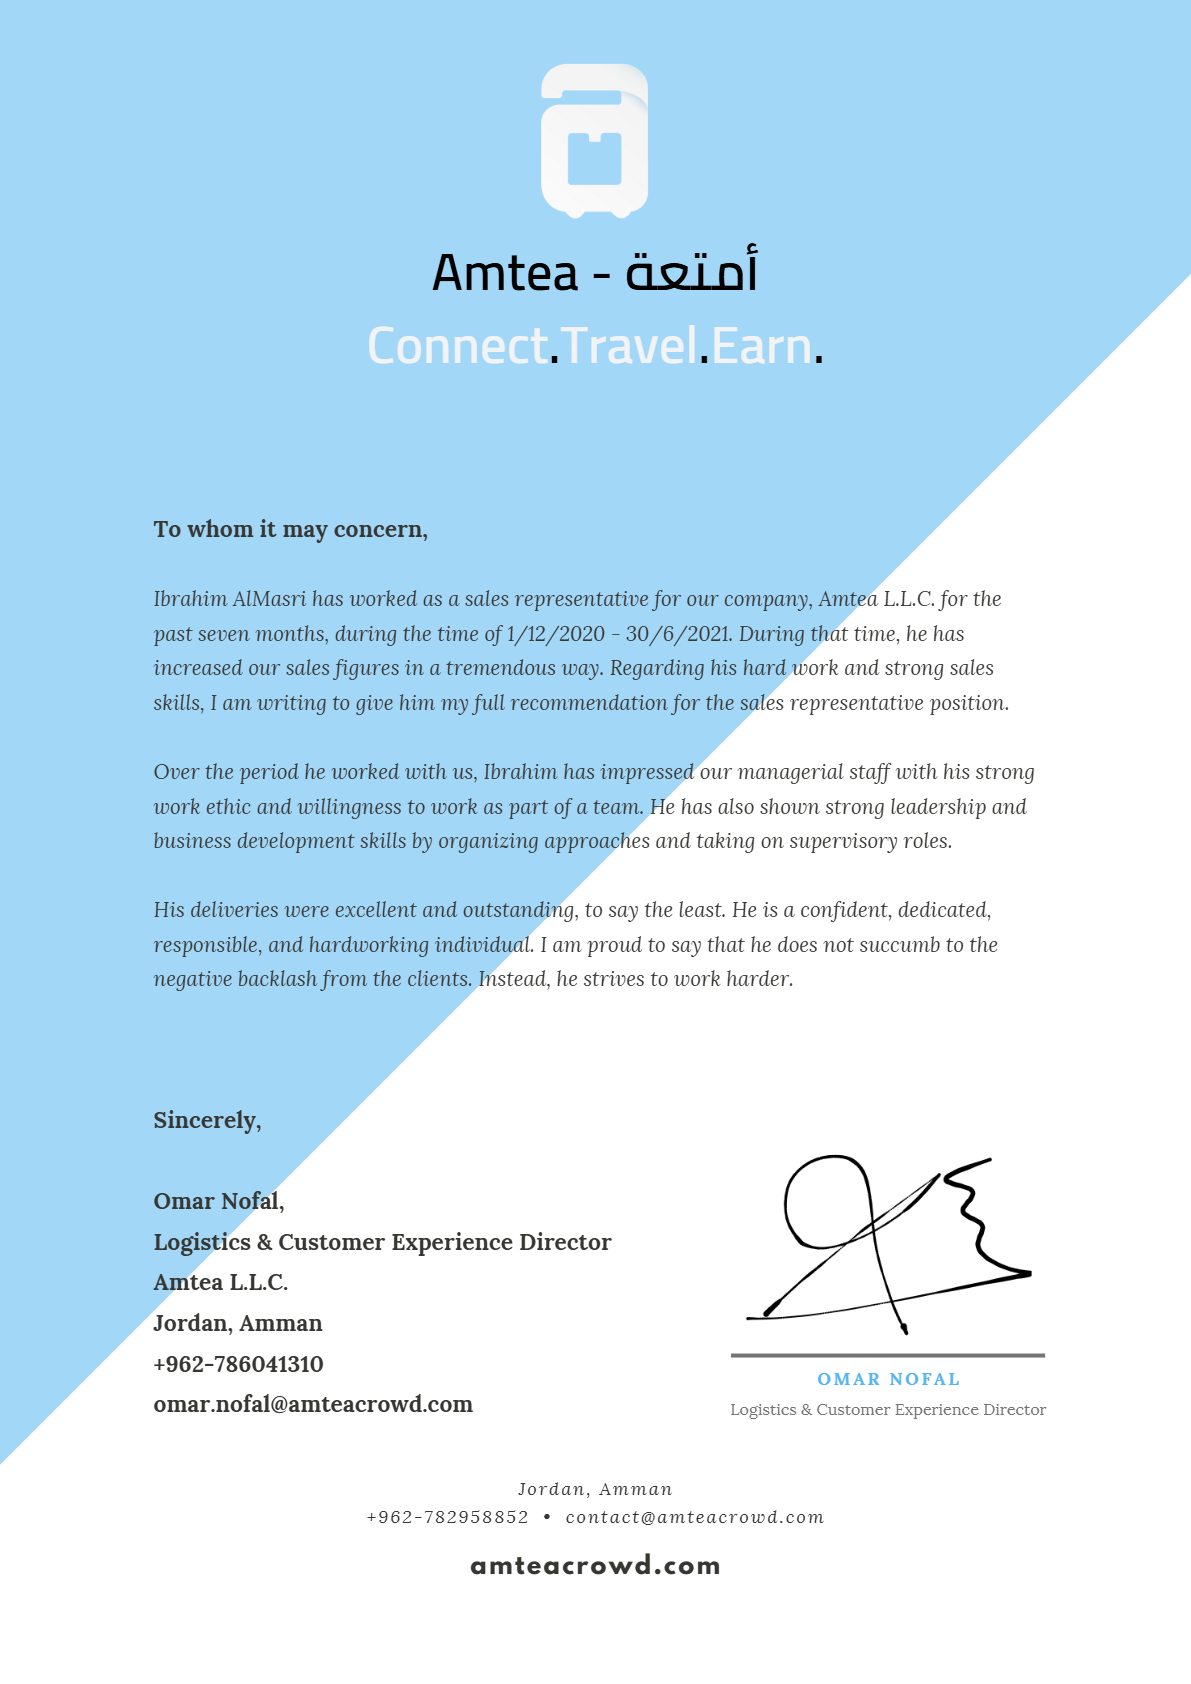 Amtea - أمتعة
Connect.Travel.Earn.
To whom it may concern,
Ibrahim AlMasri has worked as a sales representative for our company, Amtea L.L.C. for the
past seven months, during the time of 1/12/2020 - 30/6/2021. During that time, he has
increased our sales figures in a tremendous way. Regarding his hard work and strong sales
skills, I am writing to give him my full recommendation for the sales representative position.
Over the period he worked with us, Ibrahim has impressed our managerial staff with his strong
work ethic and willingness to work as part of a team. He has also shown strong leadership and
business development skills by organizing approaches and taking on supervisory roles.
His deliveries were excellent and outstanding, to say the least. He is a confident, dedicated,
responsible, and hardworking individual. I am proud to say that he does not succumb to the
negative backlash from the clients. Instead, he strives to work harder.
Sincerely,
Omar Nofal,
Logistics & Customer Experience Director
Amtea L.L.C.
Jordan, Amman
+962-786041310
omar.nofal@amteacrowd.com
OMAR NOFAL
Logistics & Customer Experience Director
Jordan, Amman
+962-782958852 • contact@amteacrowd.com
amteacrowd.com